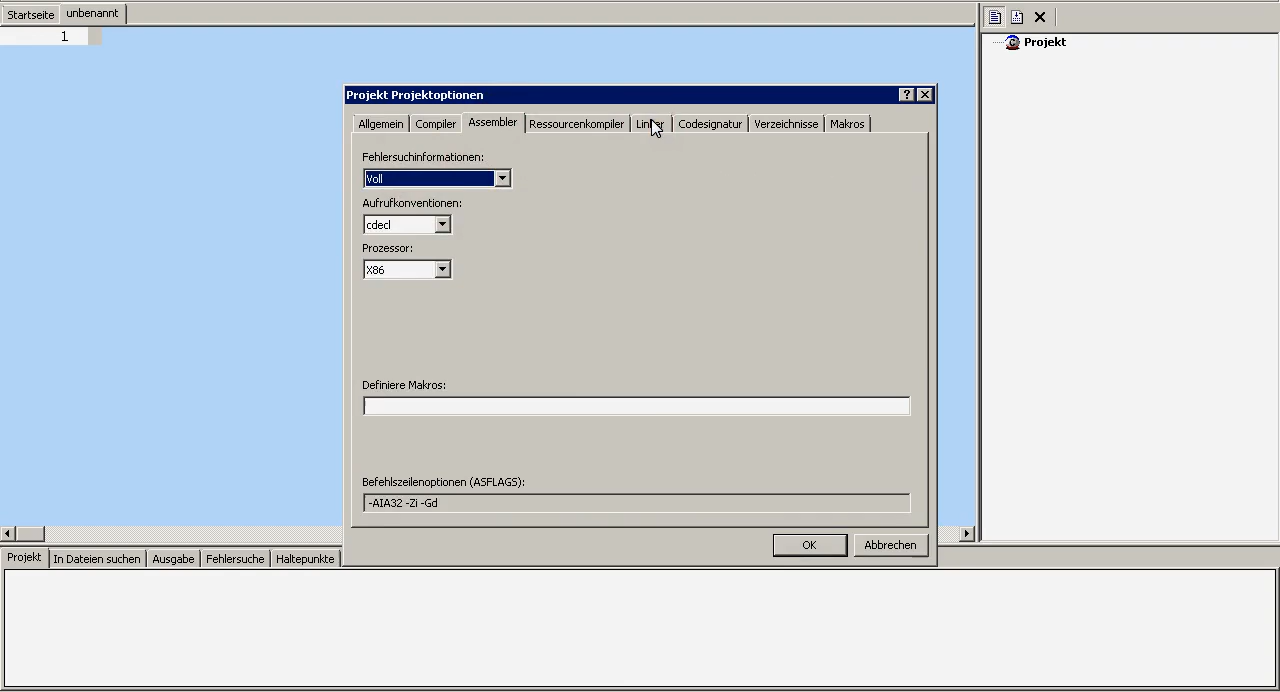 Startseite unbenannt
1
Projekt
Projekt Projektoptionen
Allgemein Compiler Assembler Ressourcenkompiler Linker Codesignatur Verzeichnisse Makros
Fehlersuchinformationen:
Voll
Aufrufkonventionen:
cdecl
Prozessor:
X86
Definiere Makros:
Befehlszeilenoptionen (ASFLAGS):
-AIA32 -Zi -Gd
OK Abbrechen
Projekt In Dateien suchen Ausgabe Fehlersuche Haltepunkte